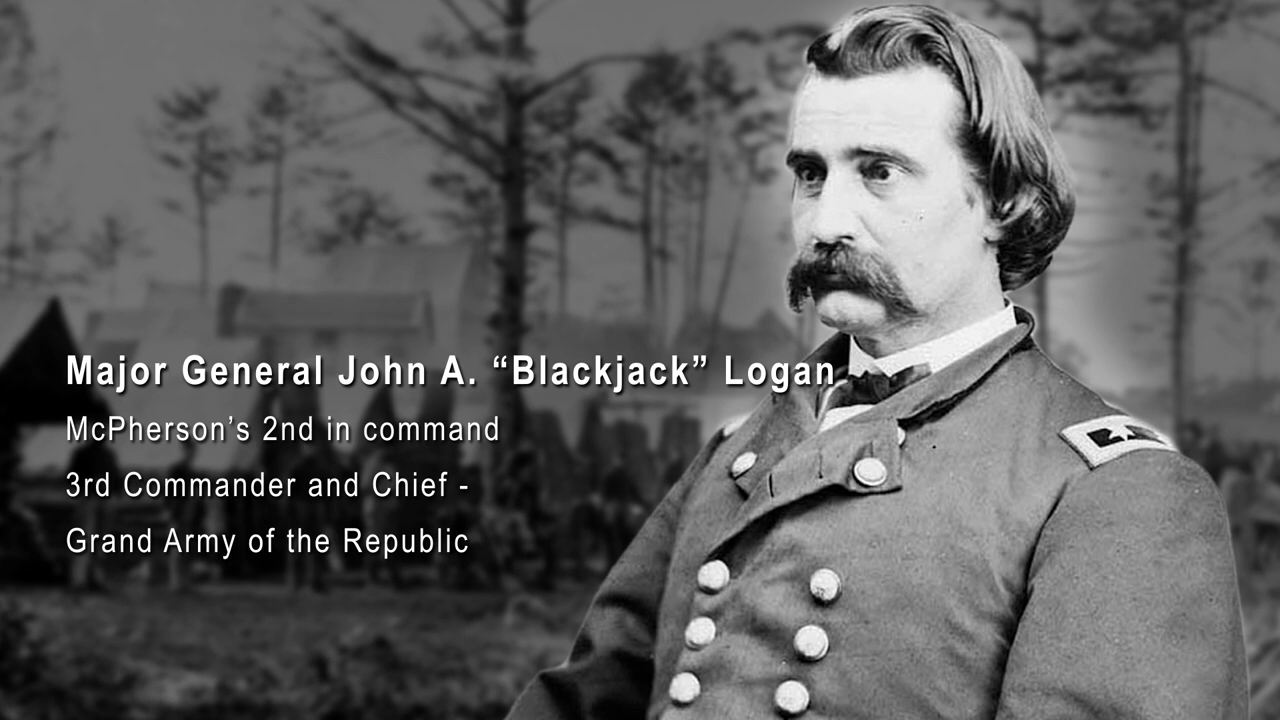 Major General John A. “Blackjack” Logan
McPherson’s 2nd in command
3rd Commander and Chief -
Grand Army of the Republic